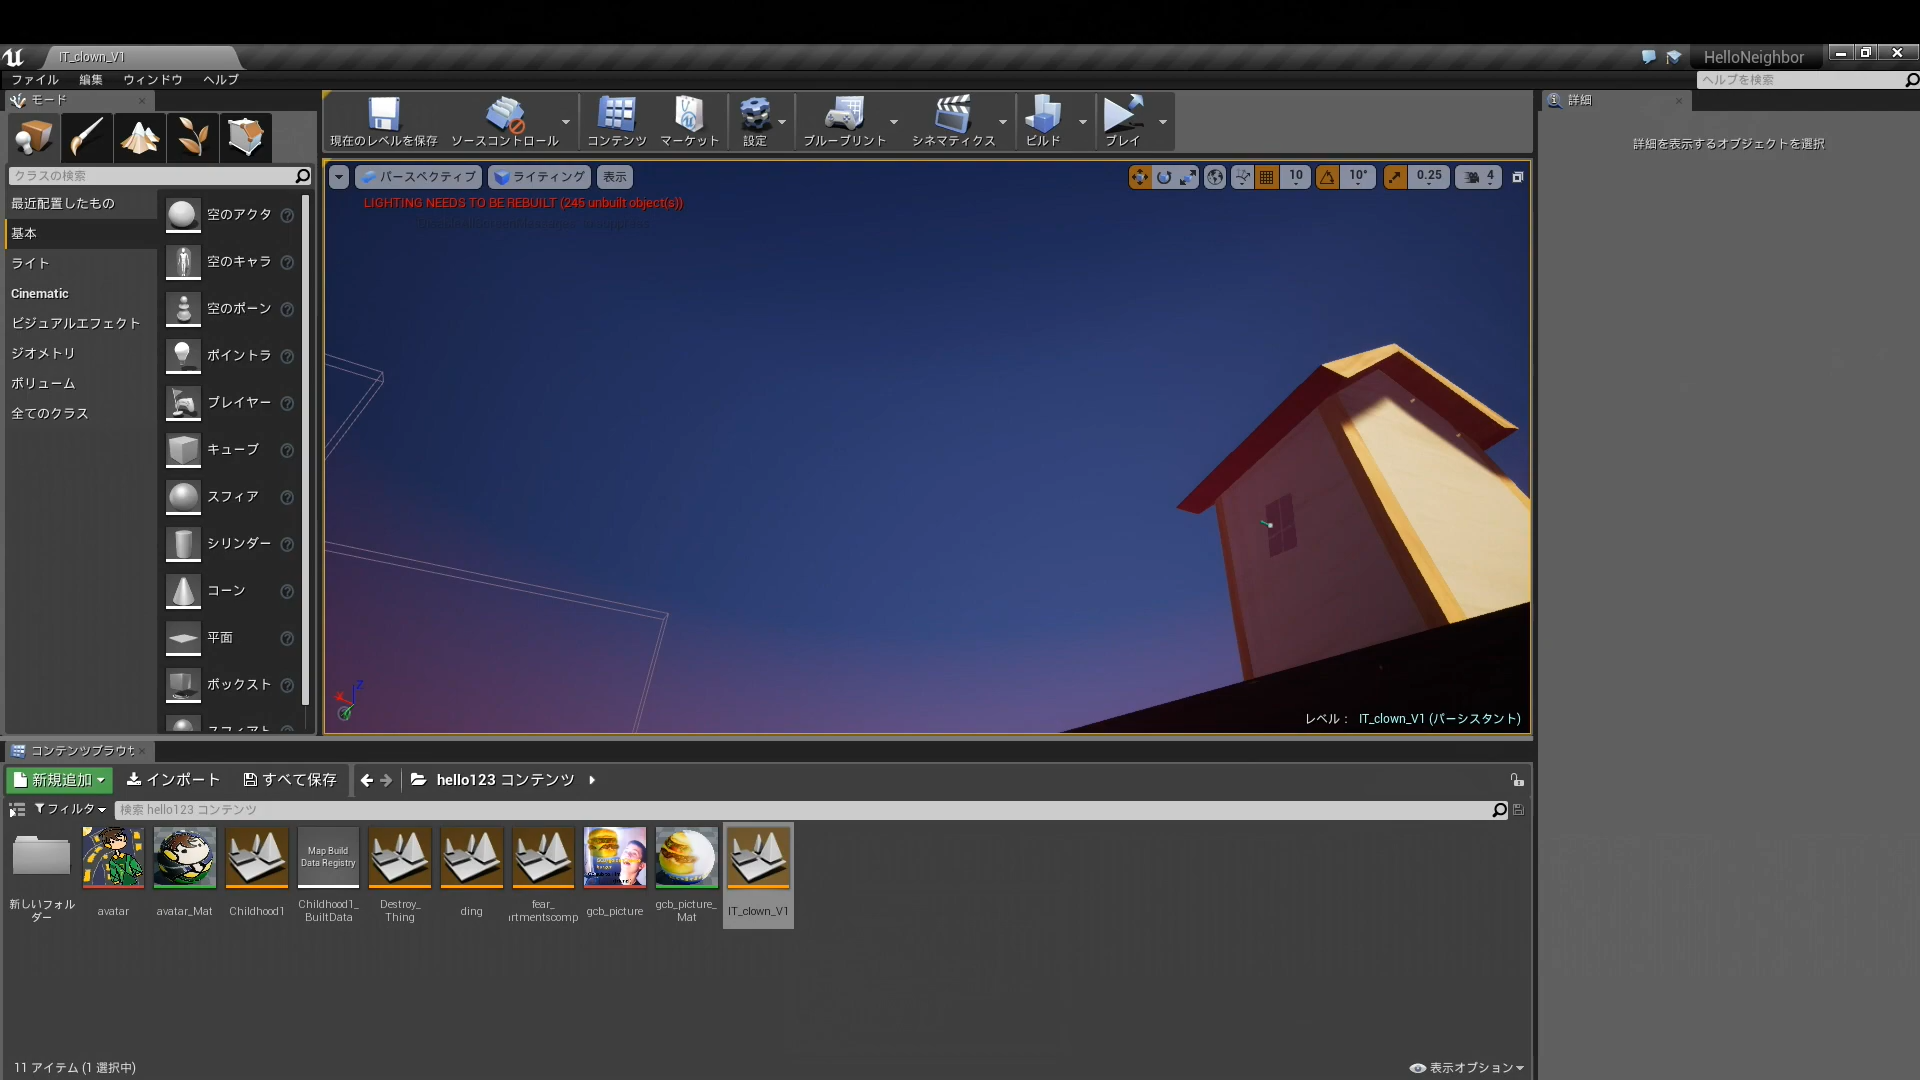 IT_clown_V1
HelloNeighbor
ファイル 編集 ウィンドウ ヘルプ
ヘルプを検索
モード
詳細
現在のレベルを保存 ソースコントロール コンテンツ マーケット 設定 ブループリント シネマティクス ビルド プレイ
詳細を表示するオブジェクトを選択
クラスの検索
パースペクティブ ライティング 表示
10 10° 0.25 4
LIGHTING NEEDS TO BE REBUILT (245 unbuilt object(s))
最近配置したもの
基本
ライト
Cinematic
ビジュアルエフェクト
ジオメトリ
ボリューム
全てのクラス
空のアクタ
空のキャラ
空のポーン
ポイントラ
プレイヤー
キューブ
スフィア
シリンダー
コーン
平面
ボックスト
スフィアト
X Z
レベル： IT_clown_V1 (パーシスタント)
コンテンツブラウザ
新規追加 インポート すべて保存 hello123 コンテンツ
フィルタ 検索 hello123 コンテンツ
Map Build
Data Registry
新しいフォル
ダー
avatar
avatar_Mat
Childhood1
Childhood1_
BuiltData
Destroy_
Thing
ding
fear_
ırtmentscomp
gcb_picture
gcb_picture_
Mat
IT_clown_V1
11 アイテム (1 選択中)
表示オプション